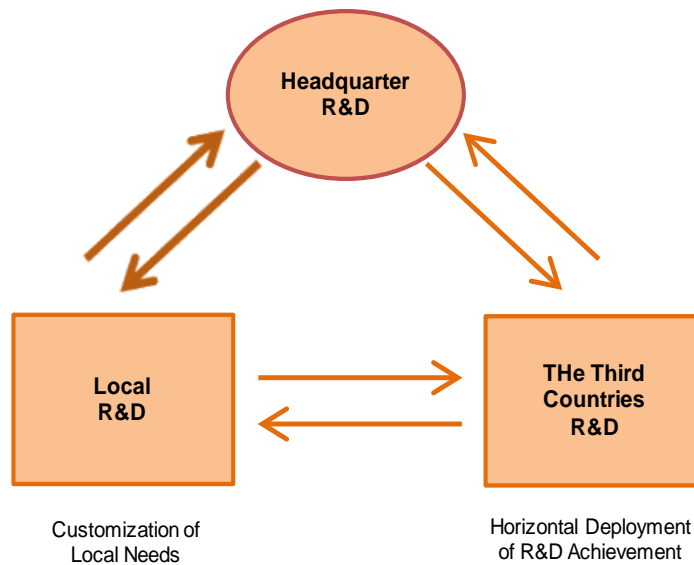 Headquarter
R&D
Local
R&D
THe Third
Countries
R&D
Customization of
Local Needs
Horizontal Deployment
of R&D Achievement